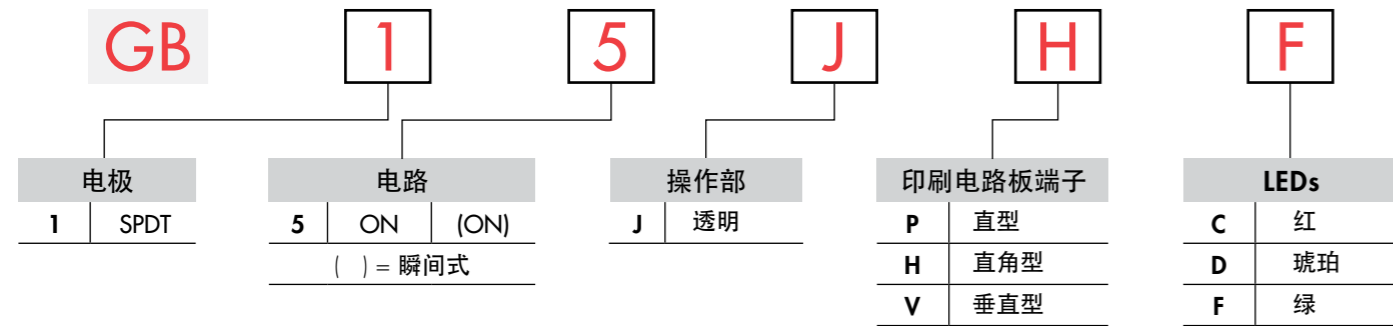 GB 1 5 J H F
电极 电路 操作部 印刷电路板端子 LEDs
1 SPDT 5 ON (ON) J 透明 P 直型 C 红
( ) = 瞬间式 H 直角型 D 琥珀
V 垂直型 F 绿